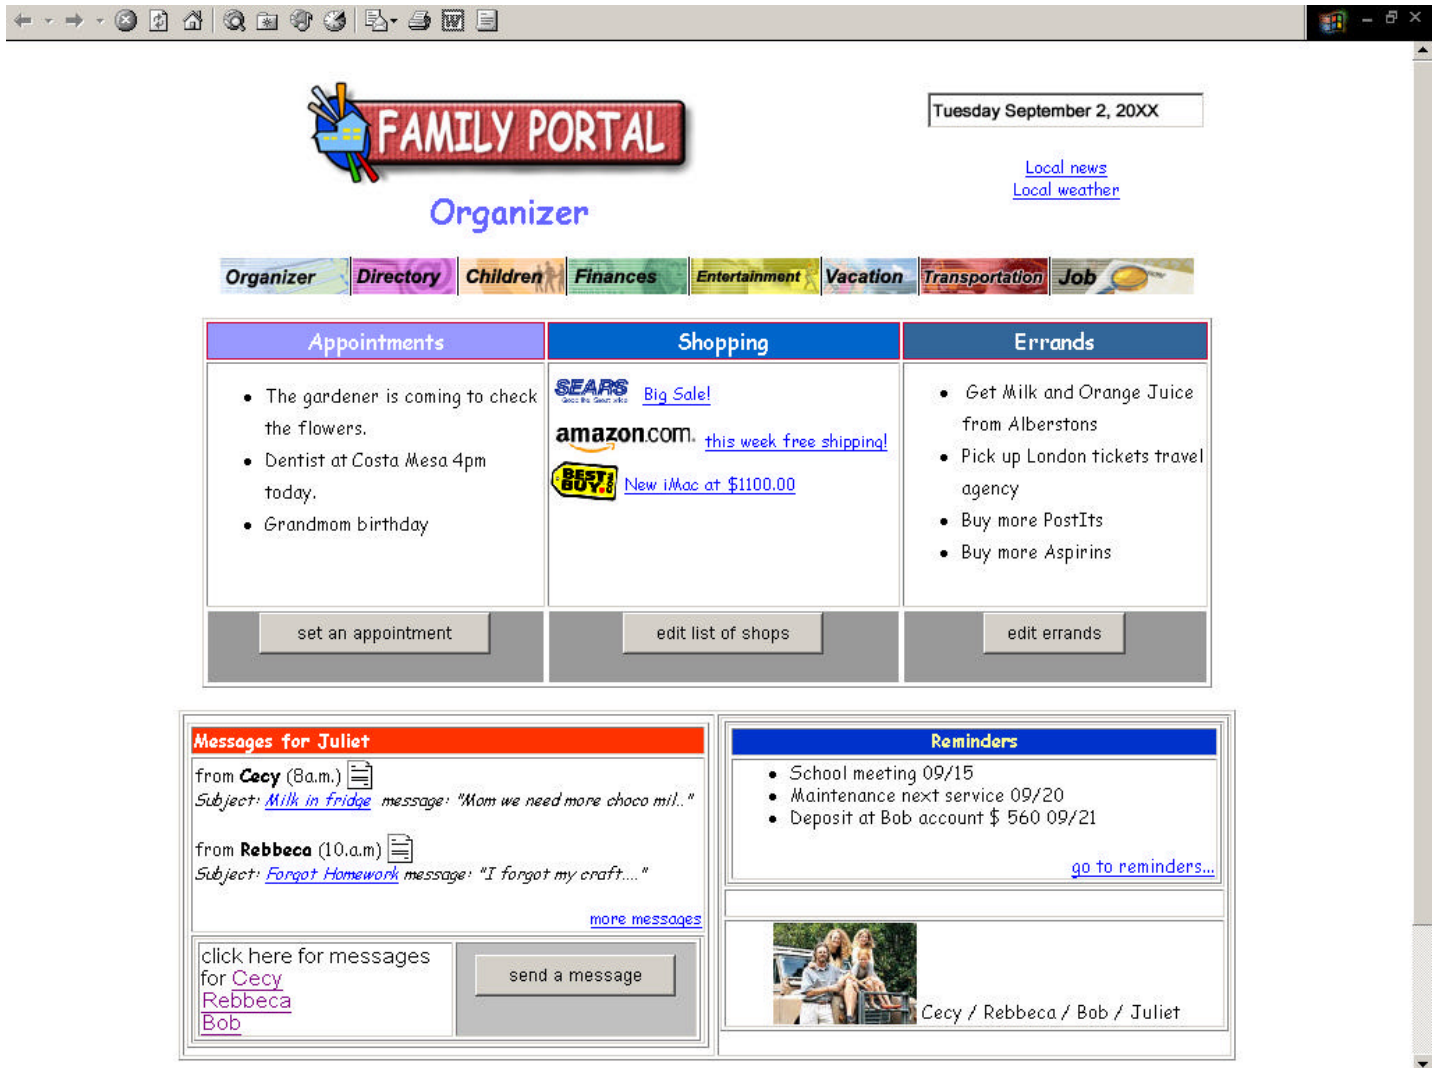 FAMILY PORTAL
Tuesday September 2, 20XX
Local news
Local weather
Organizer
Organizer Directory Children Finances Entertainment Vacation Transportation Job
Appointments
The gardener is coming to check
the flowers.
Dentist at Costa Mesa 4pm
today.
Grandmom birthday
set an appointment
Shopping
SEARS Big Sale!
amazon.com. this week free shipping!
BEST BUY New iMac at $1100.00
edit list of shops
Errands
Get Milk and Orange Juice
from Alberstons
Pick up London tickets travel
agency
Buy more PostIts
Buy more Aspirins
edit errands
Messages for Juliet
from Cecy (8a.m.)
Subject: Milk in fridge message: "Mom we need more choco mil.."
from Rebbeca (10.a.m)
Subject: Forgot Homework message: "I forgot my craft...."
more messages
click here for messages
for Cecy
Rebbeca
Bob
send a message
Reminders
School meeting 09/15
Maintenance next service 09/20
Deposit at Bob account $ 560 09/21
go to reminders...
Cecy / Rebbeca / Bob / Juliet